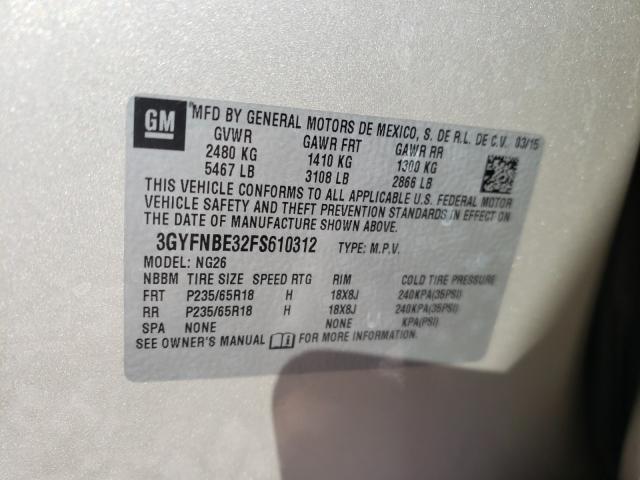 GM
MFD BY GENERAL MOTORS DE MEXICO, S. DE R.L. DE C.V. 03/15
GVWR GAWR FRT GAWR RR
2480 KG 1410 KG 1300 KG
5467 LB 3108 LB 2866 LB
THIS VEHICLE CONFORMS TO ALL APPLICABLE U.S. FEDERAL MOTOR
VEHICLE SAFETY AND THEFT PREVENTION STANDARDS IN EFFECT ON
THE DATE OF MANUFACTURE SHOWN ABOVE.
3GYFNBE32FS610312 TYPE: M.P.V.
MODEL: NG26
NBBM TIRE SIZE SPEED RTG RIM COLD TIRE PRESSURE
FRT P235/65R18 H 18X8J 240KPA(35PSI)
RR P235/65R18 H 18X8J 240KPA(35PSI)
SPA NONE NONE KPA(PSI)
SEE OWNER'S MANUAL FOR MORE INFORMATION.